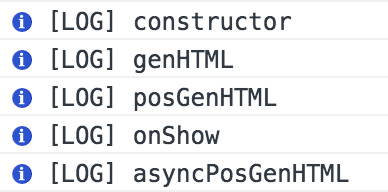 [LOG] constructor
[LOG] genHTML
[LOG] posGenHTML
[LOG] onShow
[LOG] asyncPosGenHTML